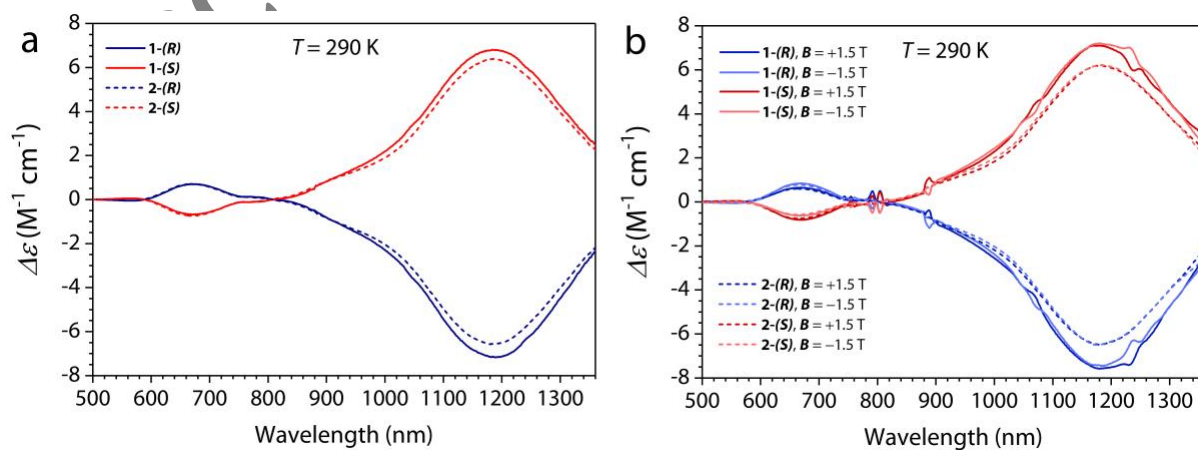 a
1-(R)
1-(S)
2-(R)
2-(S)
T = 290 K
8
6
4
2
0
-2
-4
-6
-8
Δε (M⁻¹ cm⁻¹)
500 600 700 800 900 1000 1100 1200 1300
Wavelength (nm)
b
1-(R), B = +1.5 T
1-(R), B = −1.5 T
1-(S), B = +1.5 T
1-(S), B = −1.5 T
T = 290 K
2-(R), B = +1.5 T
2-(R), B = −1.5 T
2-(S), B = +1.5 T
2-(S), B = −1.5 T
8
6
4
2
0
-2
-4
-6
-8
Δε (M⁻¹ cm⁻¹)
500 600 700 800 900 1000 1100 1200 1300
Wavelength (nm)